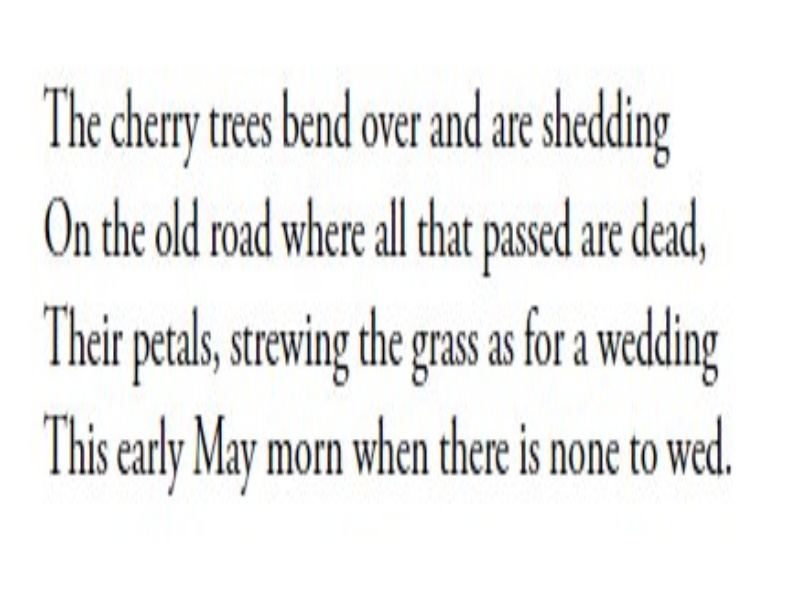 The cherry trees bend over and are shedding
On the old road where all that passed are dead,
Their petals, strewing the grass as for a wedding
This early May morn when there is none to wed.